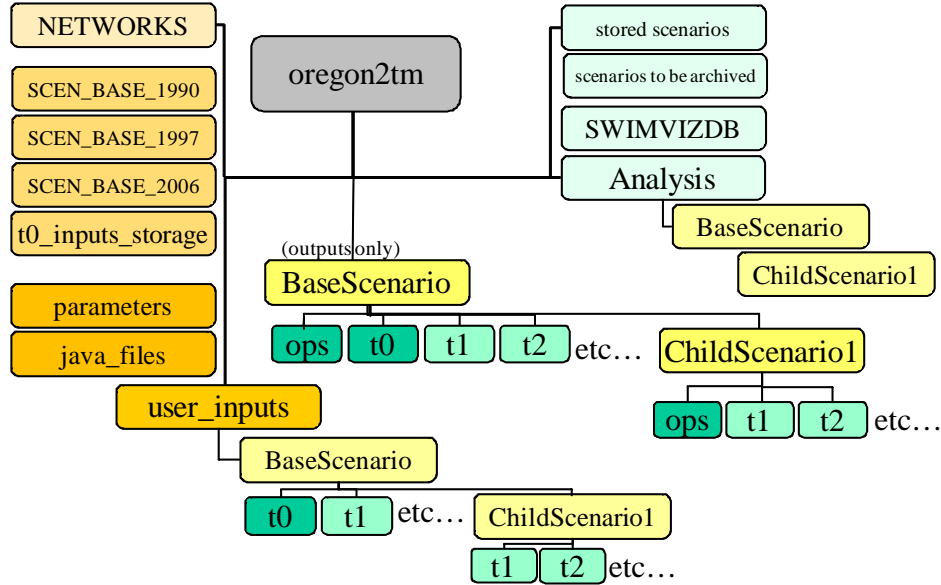 NETWORKS
SCEN_BASE_1990
SCEN_BASE_1997
SCEN_BASE_2006
t0_inputs_storage
parameters
java_files
user_inputs
oregon2tm
stored scenarios
scenarios to be archived
SWIMVIZDB
Analysis
BaseScenario
ChildScenario1
(outputs only)
BaseScenario
ops t0 t1 t2 etc…
ChildScenario1
ops t1 t2 etc…
BaseScenario
t0 t1 etc… ChildScenario1
t1 t2 etc…